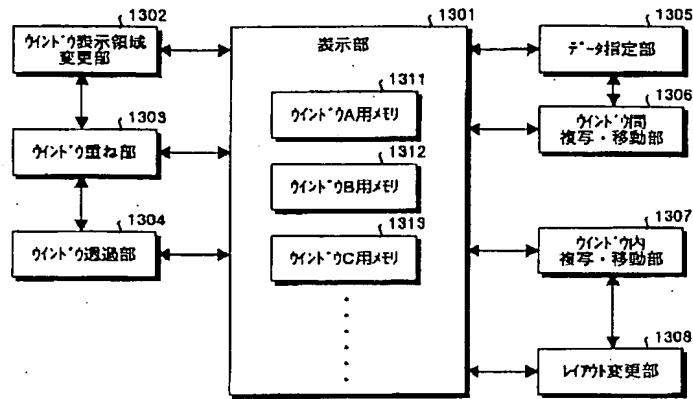 1302
ｳｲﾝﾄﾞｳ表示領域
変更部
1303
ｳｲﾝﾄﾞｳ重ね部
1304
ｳｲﾝﾄﾞｳ透過部
1301
表示部
1311
ｳｲﾝﾄﾞｳA用ﾒﾓﾘ
1312
ｳｲﾝﾄﾞｳB用ﾒﾓﾘ
1313
ｳｲﾝﾄﾞｳC用ﾒﾓﾘ
1305
ﾃﾞｰﾀ指定部
1306
ｳｲﾝﾄﾞｳ間
複写・移動部
1307
ｳｲﾝﾄﾞｳ内
複写・移動部
1308
ﾚｲｱｳﾄ変更部